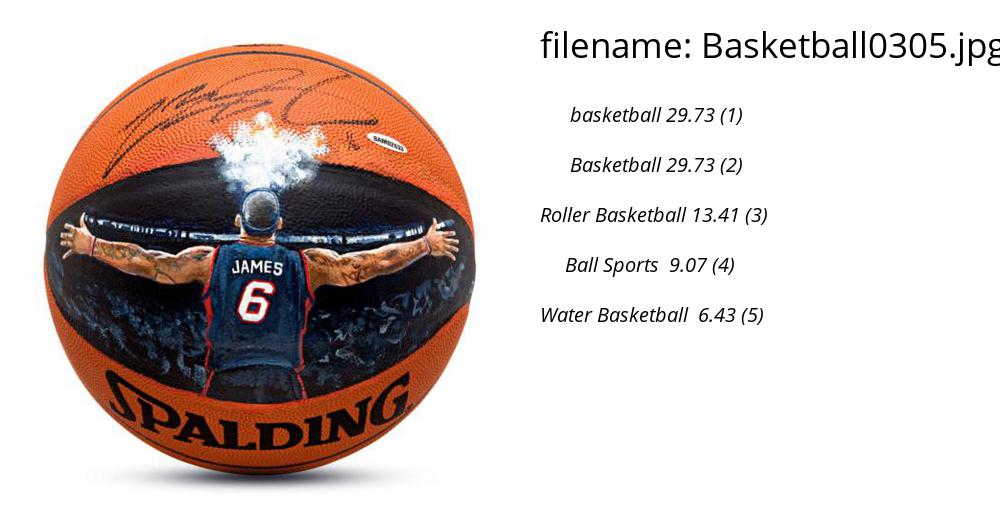 filename: Basketball0305.jpg
basketball 29.73 (1)
Basketball 29.73 (2)
Roller Basketball 13.41 (3)
Ball Sports 9.07 (4)
Water Basketball 6.43 (5)
JAMES
6
SPALDING